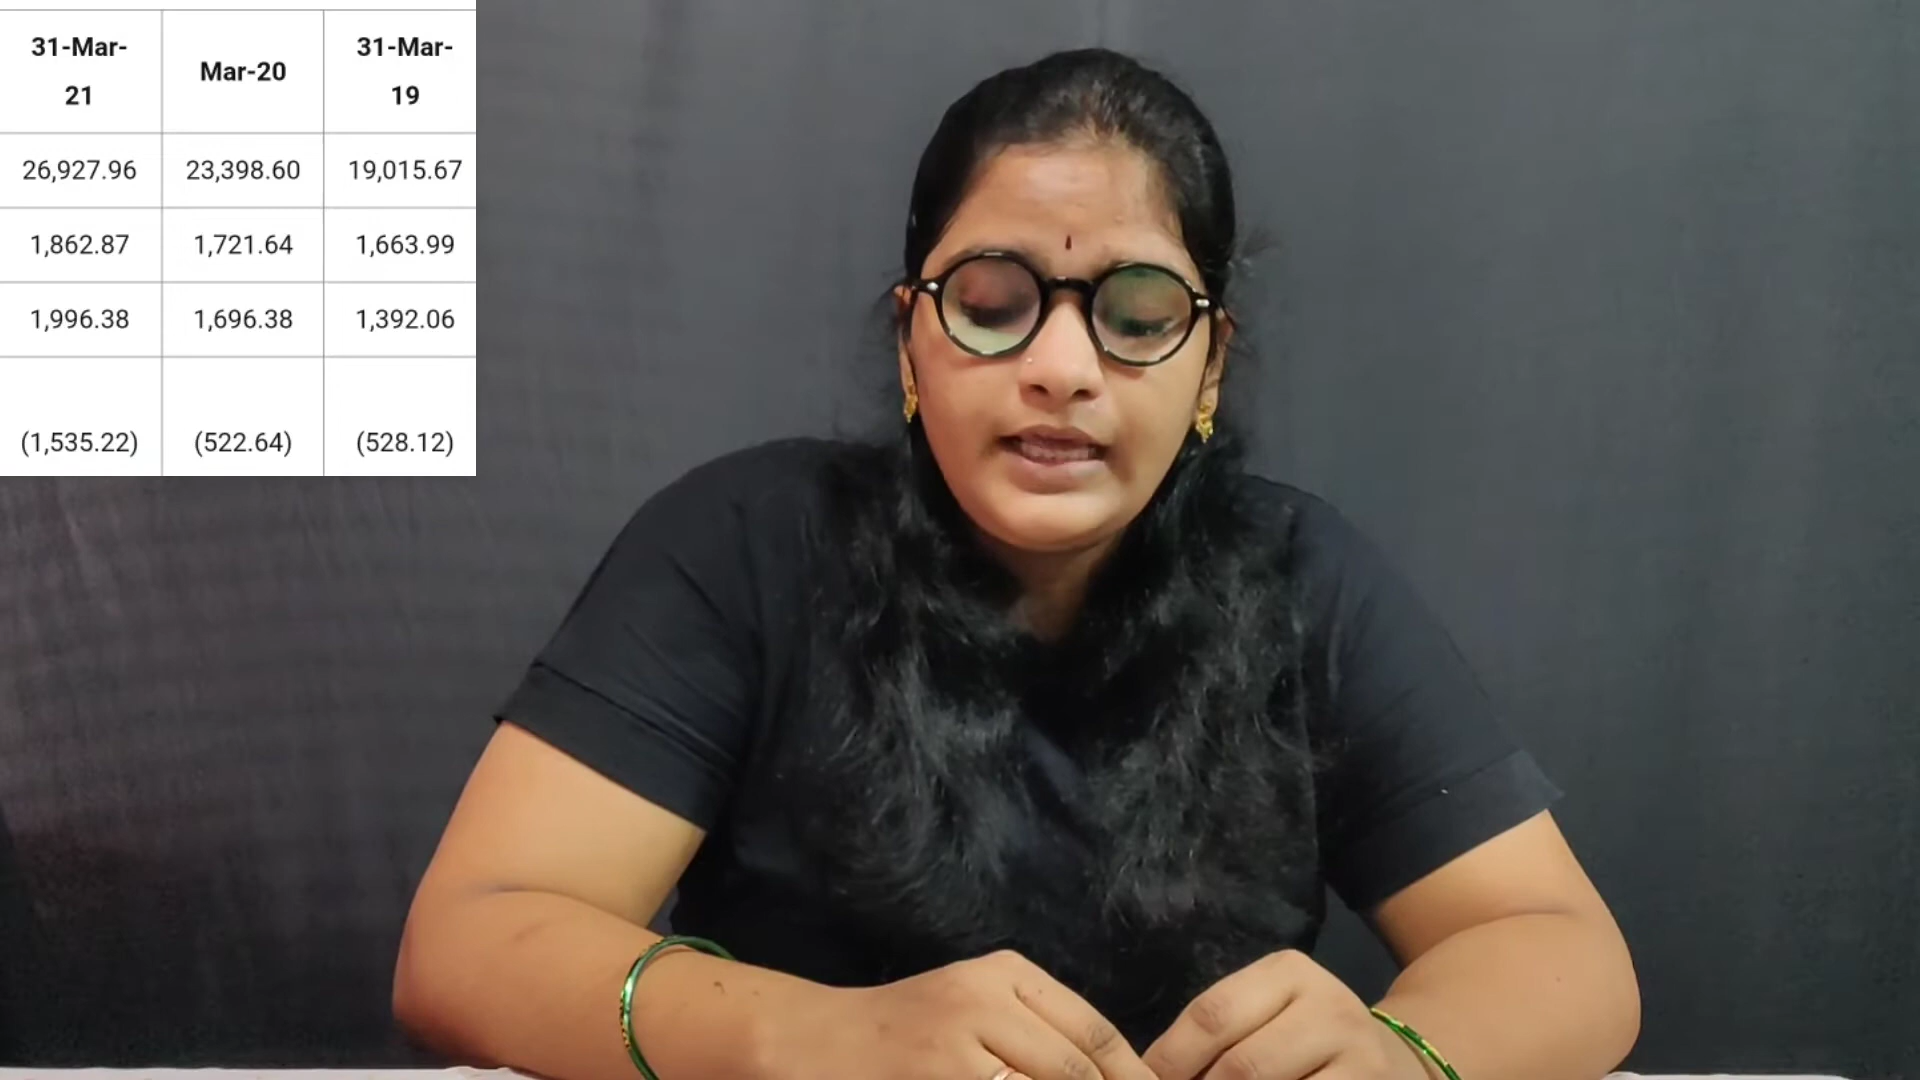 31-Mar-21 Mar-20 31-Mar-19
26,927.96 23,398.60 19,015.67
1,862.87 1,721.64 1,663.99
1,996.38 1,696.38 1,392.06
(1,535.22) (522.64) (528.12)